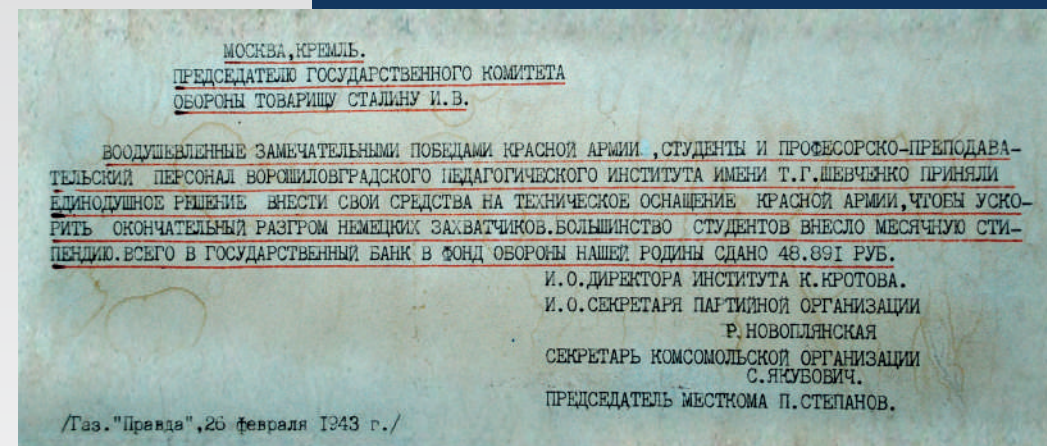 МОСКВА,КРЕМЛЬ.
ПРЕДСЕДАТЕЛЮ ГОСУДАРСТВЕННОГО КОМИТЕТА
ОБОРОНЫ ТОВАРИЩУ СТАЛИНУ И.В.
ВООДУШЕВЛЕННЫЕ ЗАМЕЧАТЕЛЬНЫМИ ПОБЕДАМИ КРАСНОЙ АРМИИ ,СТУДЕНТЫ И ПРОФЕСОРСКО-ПРЕПОДАВА-
ТЕЛЬСКИЙ ПЕРСОНАЛ ВОРОШИЛОВГРАДСКОГО ПЕДАГОГИЧЕСКОГО ИНСТИТУТА ИМЕНИ Т.Г.ШЕВЧЕНКО ПРИНЯЛИ
ЕДИНОДУШНОЕ РЕШЕНИЕ ВНЕСТИ СВОИ СРЕДСТВА НА ТЕХНИЧЕСКОЕ ОСНАЩЕНИЕ КРАСНОЙ АРМИИ,ЧТОБЫ УСКО-
РИТЬ ОКОНЧАТЕЛЬНЫЙ РАЗГРОМ НЕМЕЦКИХ ЗАХВАТЧИКОВ.БОЛЬШИНСТВО СТУДЕНТОВ ВНЕСЛО МЕСЯЧНУЮ СТИ-
ПЕНДИЮ.ВСЕГО В ГОСУДАРСТВЕННЫЙ БАНК В ФОНД ОБОРОНЫ НАШЕЙ РОДИНЫ СДАНО 48.891 РУБ.
И.О.ДИРЕКТОРА ИНСТИТУТА К.КРОТОВА.
И.О.СЕКРЕТАРЯ ПАРТИЙНОЙ ОРГАНИЗАЦИИ
Р.НОВОПЛЯНСКАЯ
СЕКРЕТАРЬ КОМСОМОЛЬСКОЙ ОРГАНИЗАЦИИ
С.ЯКУБОВИЧ.
ПРЕДСЕДАТЕЛЬ МЕСТКОМА П.СТЕПАНОВ.
/Газ."Правда",26 февраля 1943 г./